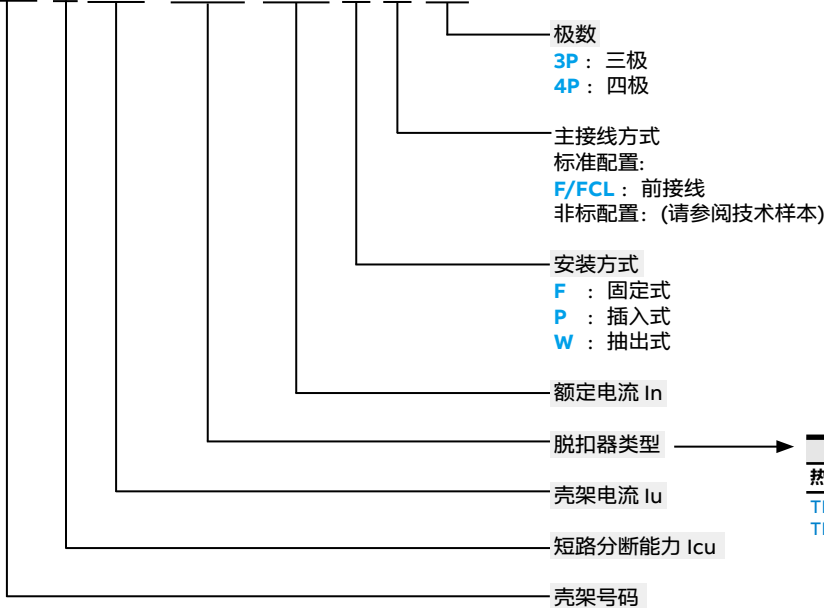 极数
3P： 三极
4P： 四极
主接线方式
标准配置:
F/FCL： 前接线
非标配置：(请参阅技术样本)
安装方式
F ：固定式
P ：插入式
W ：抽出式
额定电流 In
脱扣器类型
热
壳架电流 Iu
短路分断能力 Icu
壳架号码